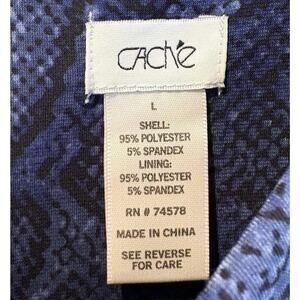 CAChé
L
SHELL:
95% POLYESTER
5% SPANDEX
LINING:
95% POLYESTER
5% SPANDEX
RN # 74578
MADE IN CHINA
SEE REVERSE
FOR CARE